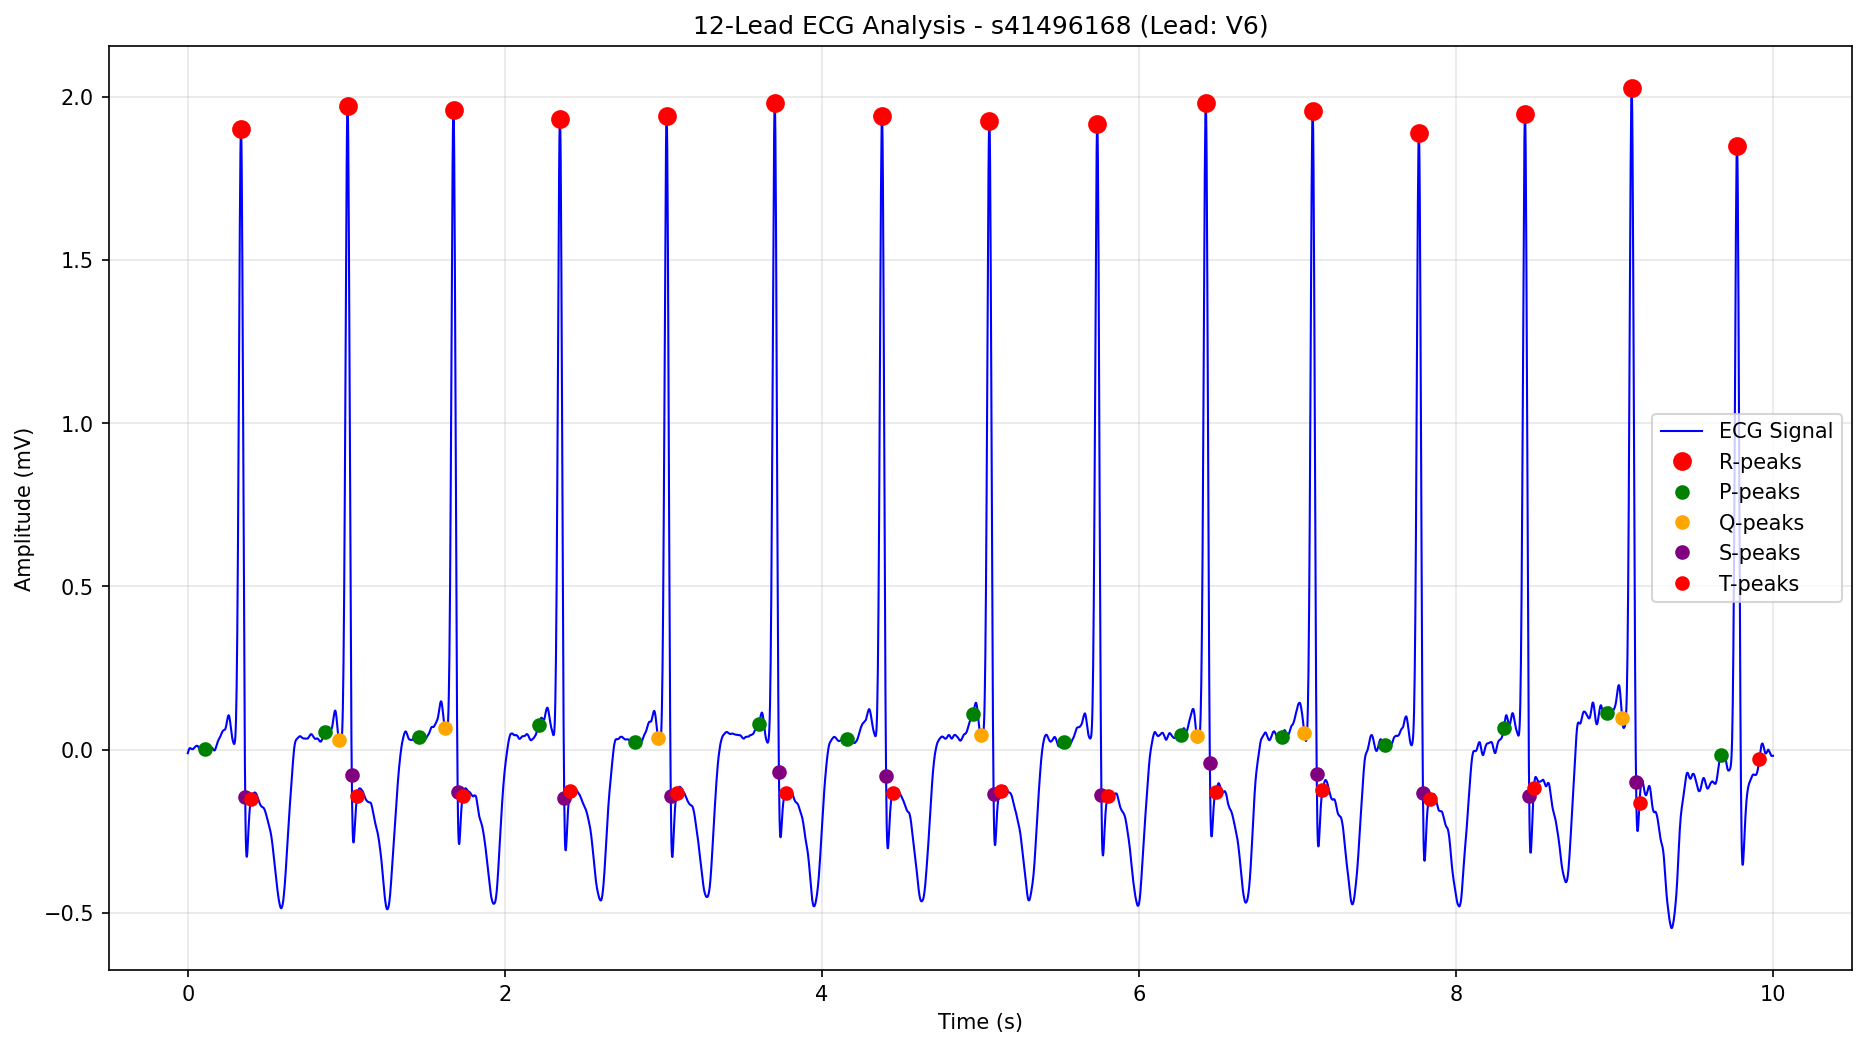 12-Lead ECG Analysis - s41496168 (Lead: V6)
Amplitude (mV)
2.0
1.5
1.0
0.5
0.0
−0.5
ECG Signal
R-peaks
P-peaks
Q-peaks
S-peaks
T-peaks
0 2 4 6 8 10
Time (s)